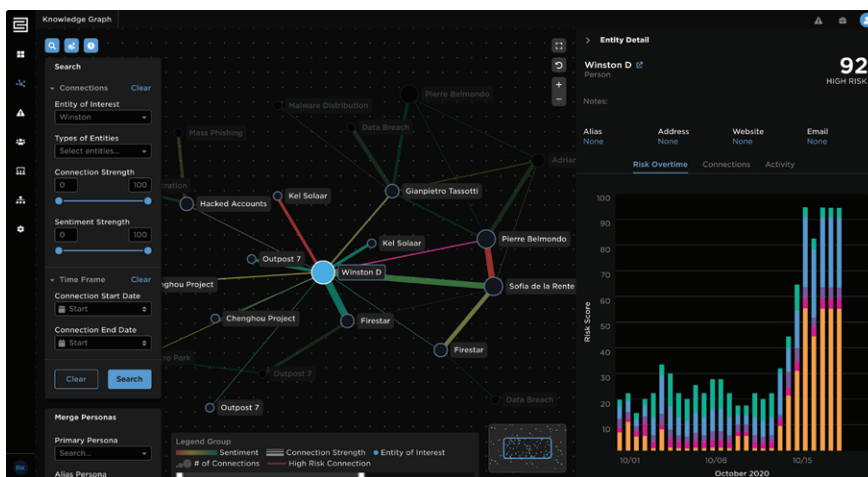 Knowledge Graph
Search
Connections Clear
Entity of Interest
Winston
Types of Entities
Select entities...
Connection Strength
0 100
Sentiment Strength
0 100
Time Frame Clear
Connection Start Date
Start
Connection End Date
Start
Clear Search
Merge Personas
Primary Persona
Search...
Alias Persona
RK
Pierre Belmondo
Malware Distribution
Data Breach
Mass Phishing
Adrian
Gianpietro Tassotti
Kel Solaar
Hacked Accounts
Pierre Belmondo
Kel Solaar
Outpost 7
Winston D
nghou Project
Sofia de la Rente
Chenghou Project
Firestar
Firestar
Outpost 7
Data Breach
Outpost 7
Legend Group
Sentiment Connection Strength Entity of Interest
# of Connections High Risk Connection
Entity Detail
Winston D
Person
92
HIGH RISK
Notes:
Alias Address Website Email
None None None None
Risk Overtime Connections Activity
100
90
80
70
60
50
40
30
20
10
Risk Score
10/01 10/08 10/15
October 2020